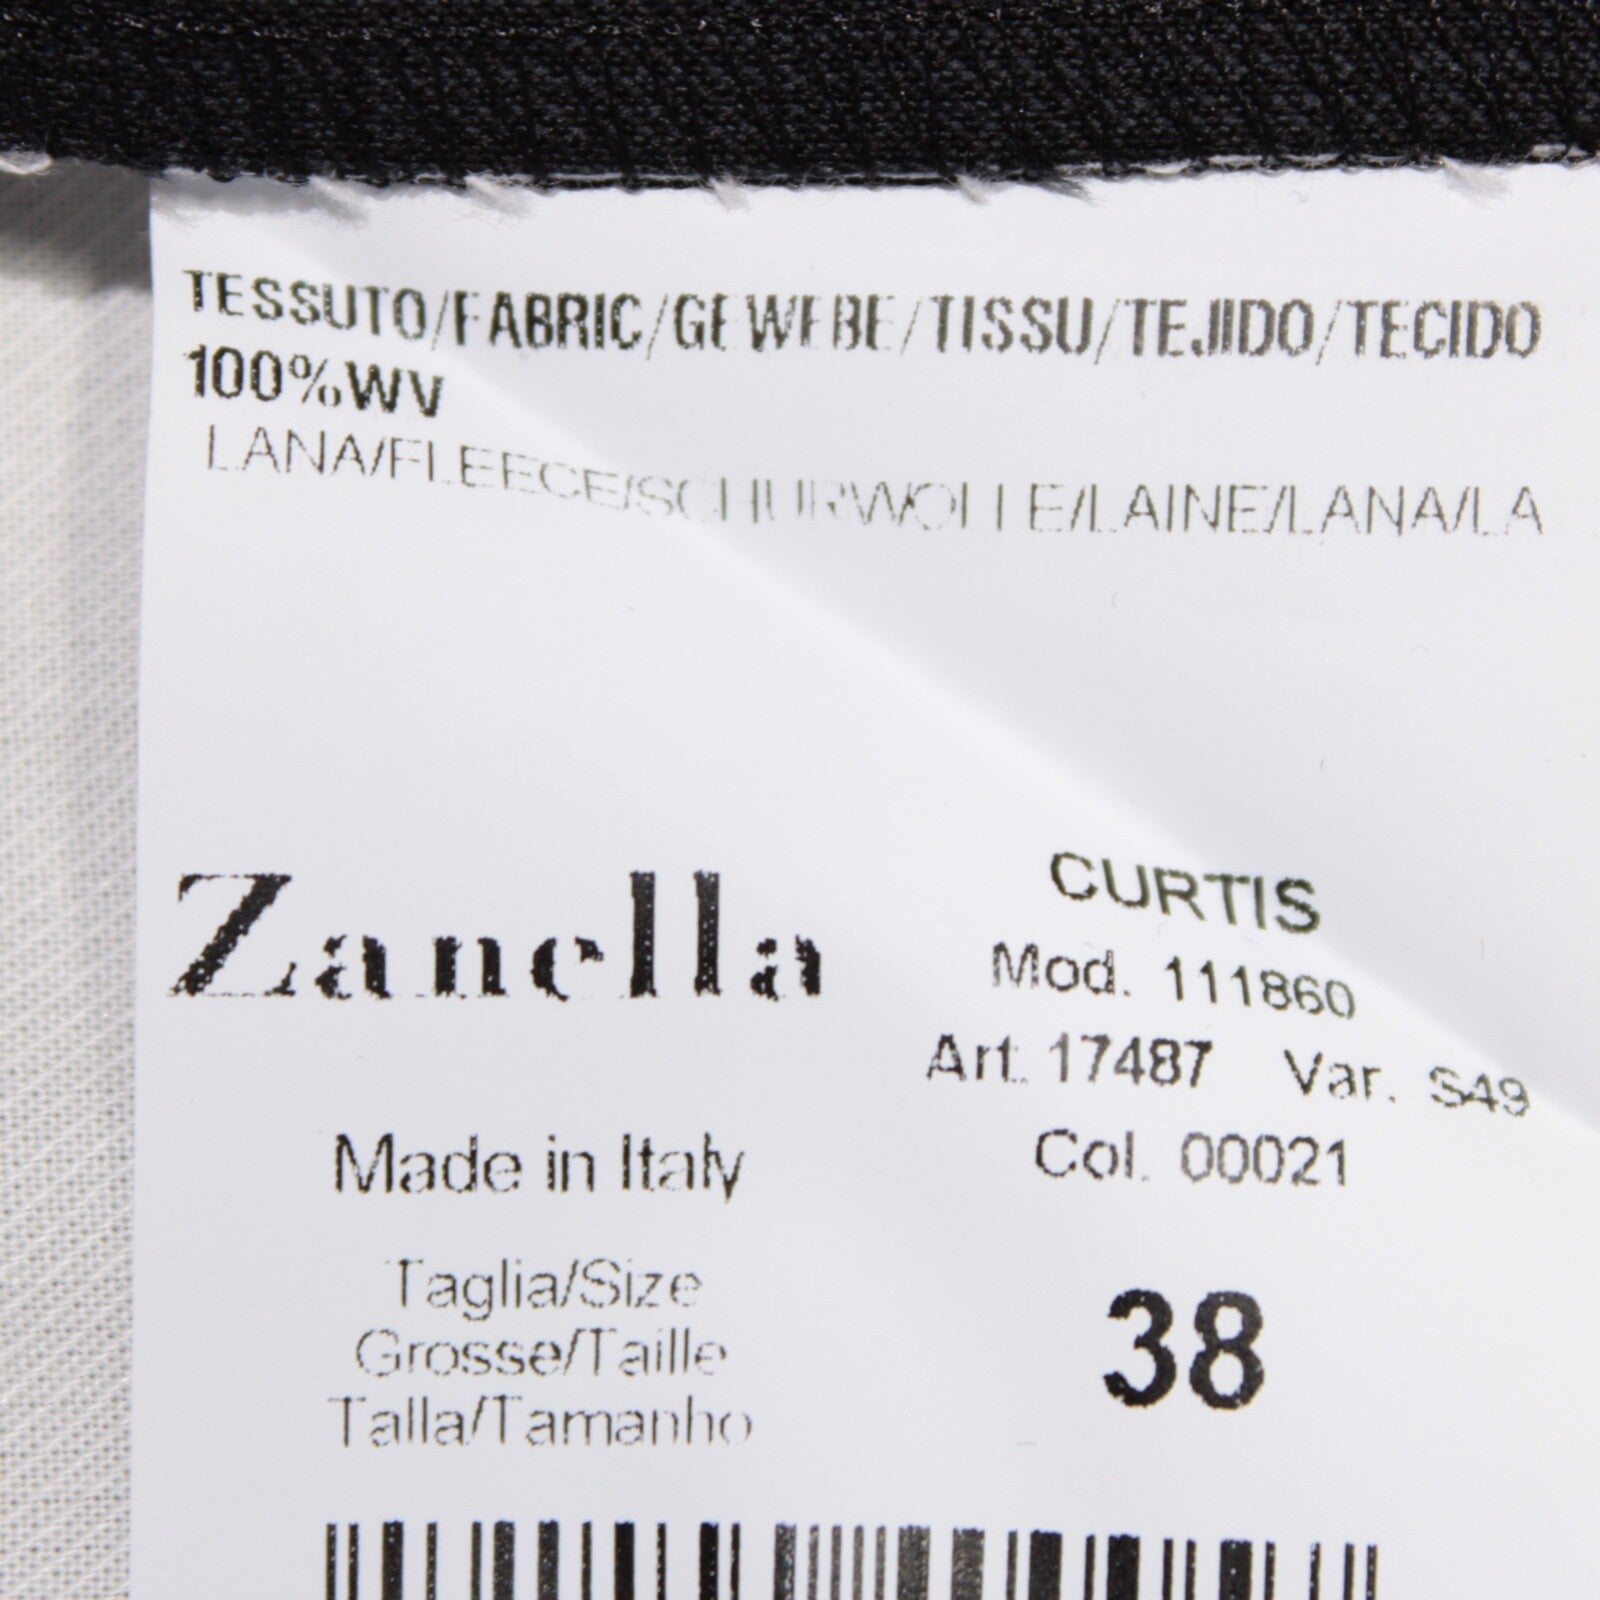 TESSUTO/FABRIC/GEWEBE/TISSU/TEJIDO/TECIDO
100%WV
LANA/FLEECE/SCHURWOLLE/LAINE/LANA/LA
Zanella
CURTIS
Mod. 111860
Art. 17487 Var. S49
Col. 00021
Made in Italy
Taglia/Size
Grosse/Taille
Talla/Tamanho
38